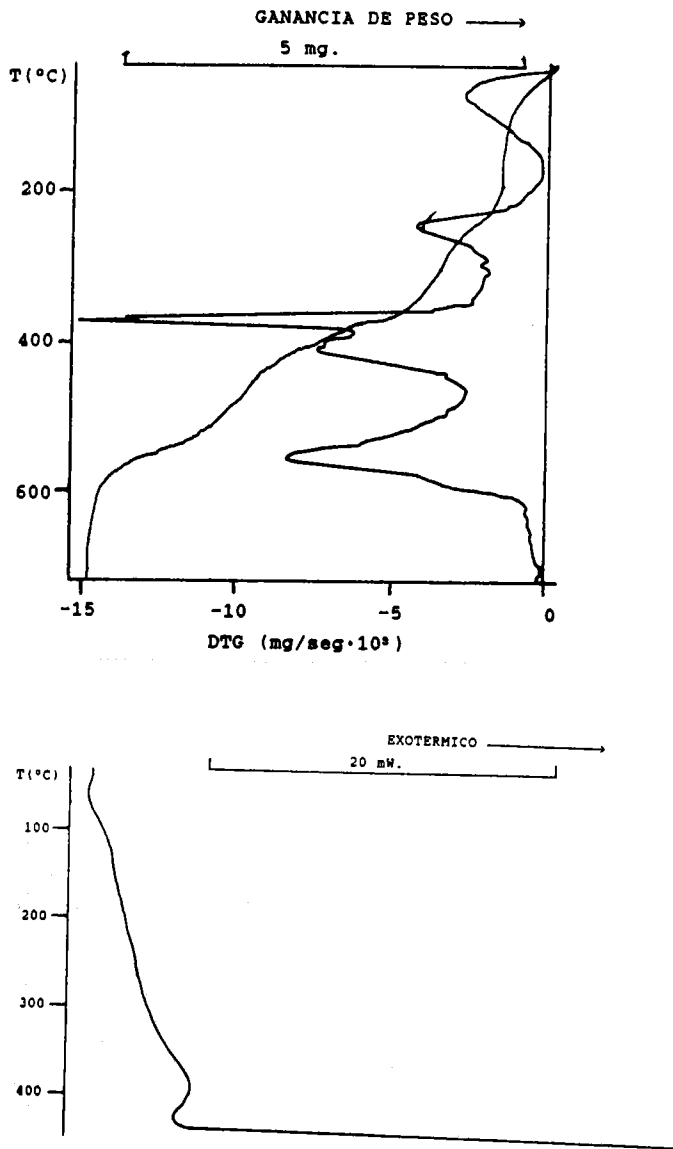 GANANCIA DE PESO
5 mg.
T(°C)
200
400
600
-15 -10 -5 0
DTG (mg/seg·10³)
EXOTERMICO
20 mW.
T(°C)
100
200
300
400